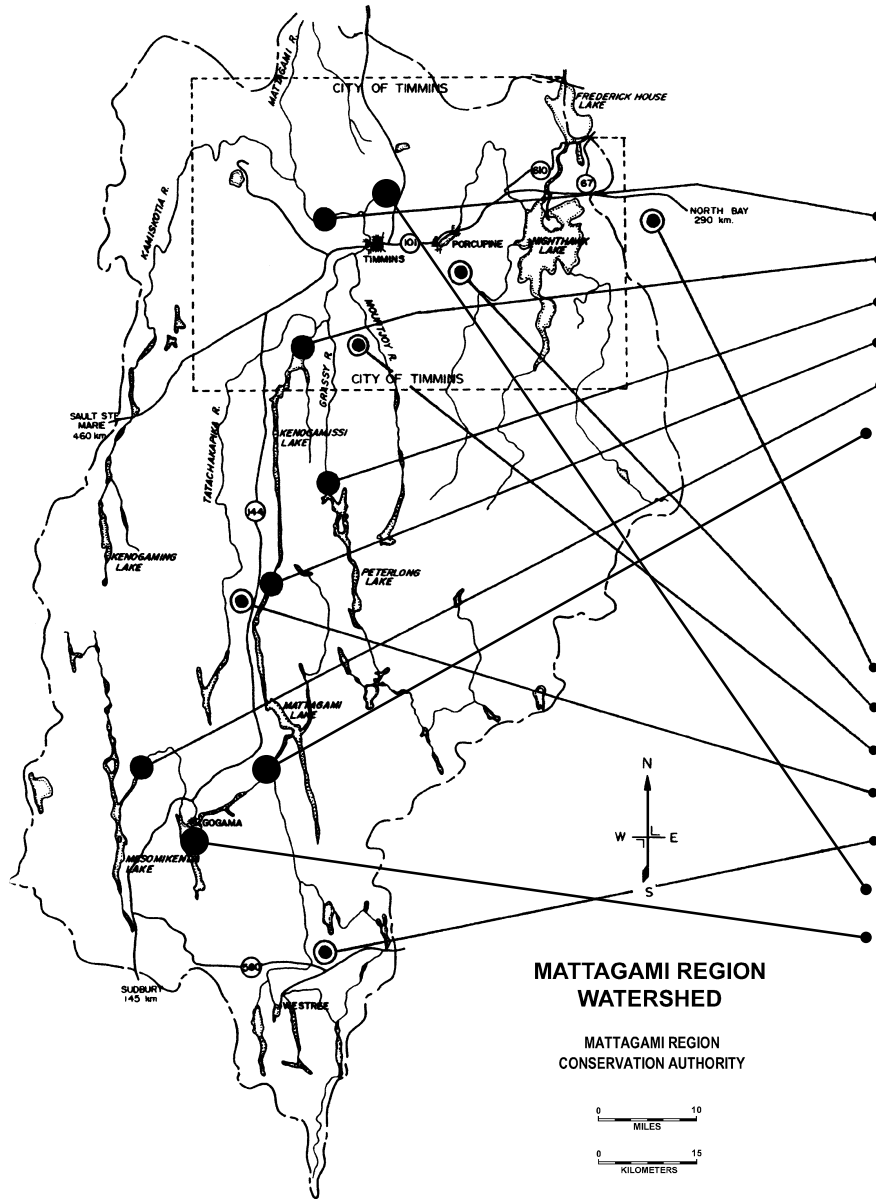 MATTAGAMI R.
CITY OF TIMMINS
FREDERICK HOUSE
LAKE
610
67
KAMISKOTIA R.
NORTH BAY
290 km.
101
PORCUPINE
NIGHTHAWK
LAKE
TIMMINS
MOUNTJOY R.
GRASSY R.
CITY OF TIMMINS
SAULT STE
MARIE
460 km
TATACHAKAPIKA R.
KENOGAMISSI
LAKE
144
KENOGAMING
LAKE
PETERLONG
LAKE
MATTAGAMI
LAKE
N
W
E
S
GOGAMA
MESOMIKENDA
LAKE
560
SUDBURY
145 km
WESTREE
MATTAGAMI REGION
WATERSHED
MATTAGAMI REGION
CONSERVATION AUTHORITY
0 10
MILES
0 15
KILOMETERS